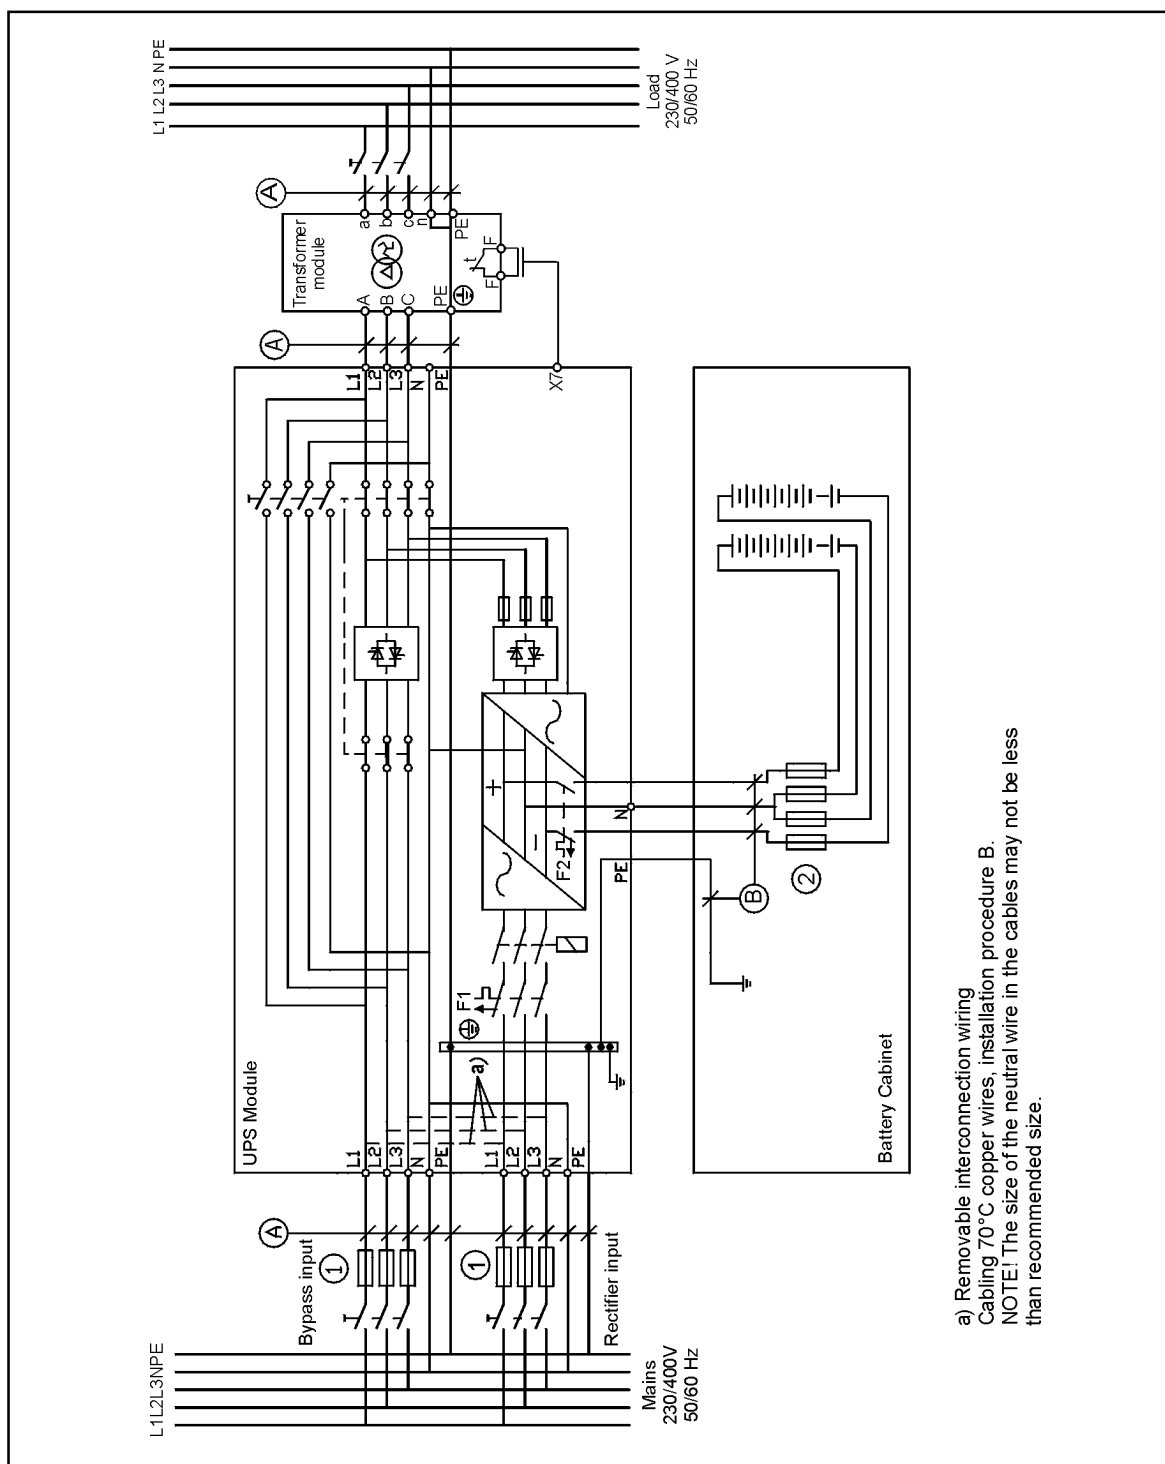 L1L2L3NPE
Mains
230/400V
50/60 Hz
Bypass input
1
A
Rectifier input
1
UPS Module
L1
L2
L3
N
PE
L1
L2
L3
N
PE
a)
F1
F2
+
−
N
PE
L1
L2
L3
N
PE
X7
A
Transformer
module
A
B
C
PE
a
b
c
n
PE
F
F
t
A
L1 L2 L3 N PE
Load
230/400 V
50/60 Hz
Battery Cabinet
B
2
a) Removable interconnection wiring
Cabling 70°C copper wires, installation procedure B.
NOTE! The size of the neutral wire in the cables may not be less
than recommended size.